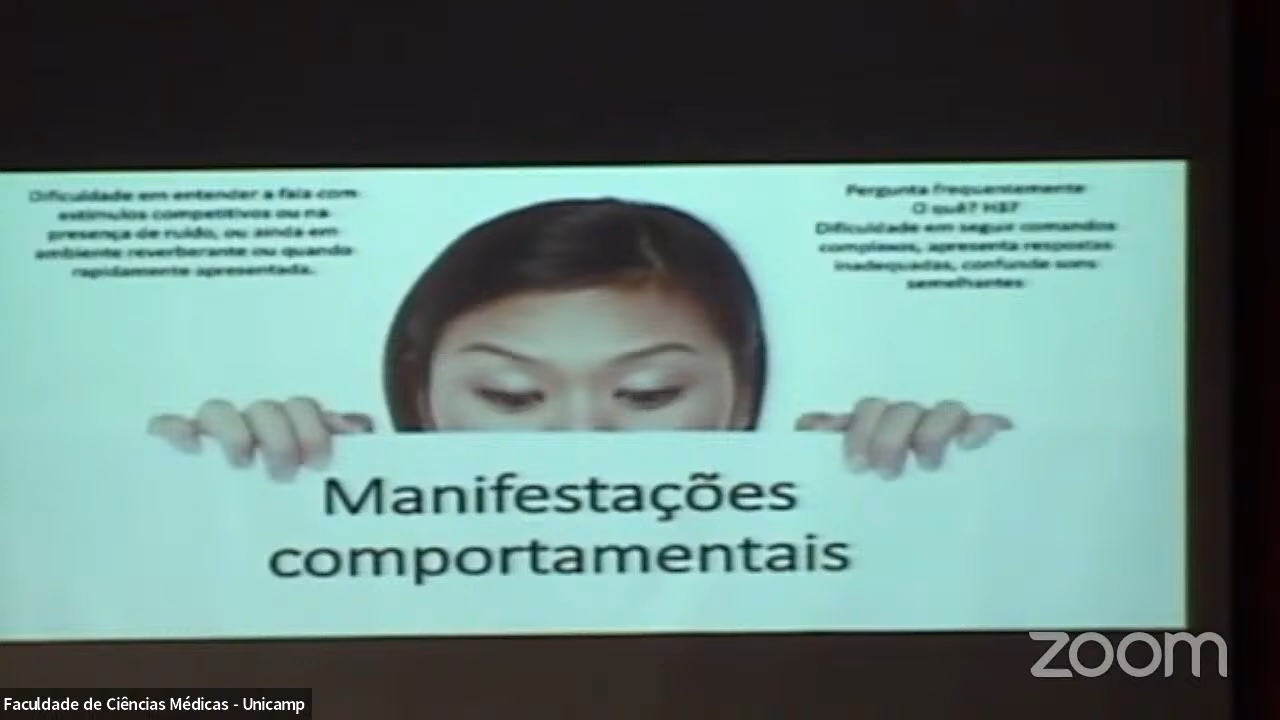 Dificuldade em entender a fala com
estímulos competitivos ou na
presença de ruído, ou ainda em
ambiente reverberante ou quando
rapidamente apresentada.
Pergunta frequentemente
O quê? Hã?
Dificuldade em seguir comandos
complexos, apresenta respostas
inadequadas, confunde sons
semelhantes
Manifestações
comportamentais
zoom
Faculdade de Ciências Médicas - Unicamp